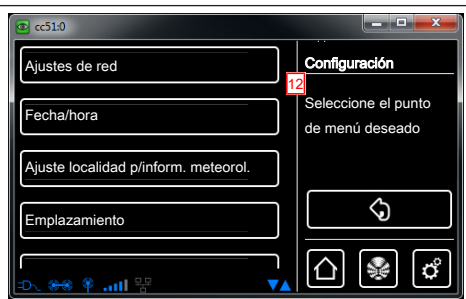 cc51:0
Ajustes de red
Fecha/hora
Ajuste localidad p/inform. meteorol.
Emplazamiento
Configuración
12
Seleccione el punto
de menú deseado